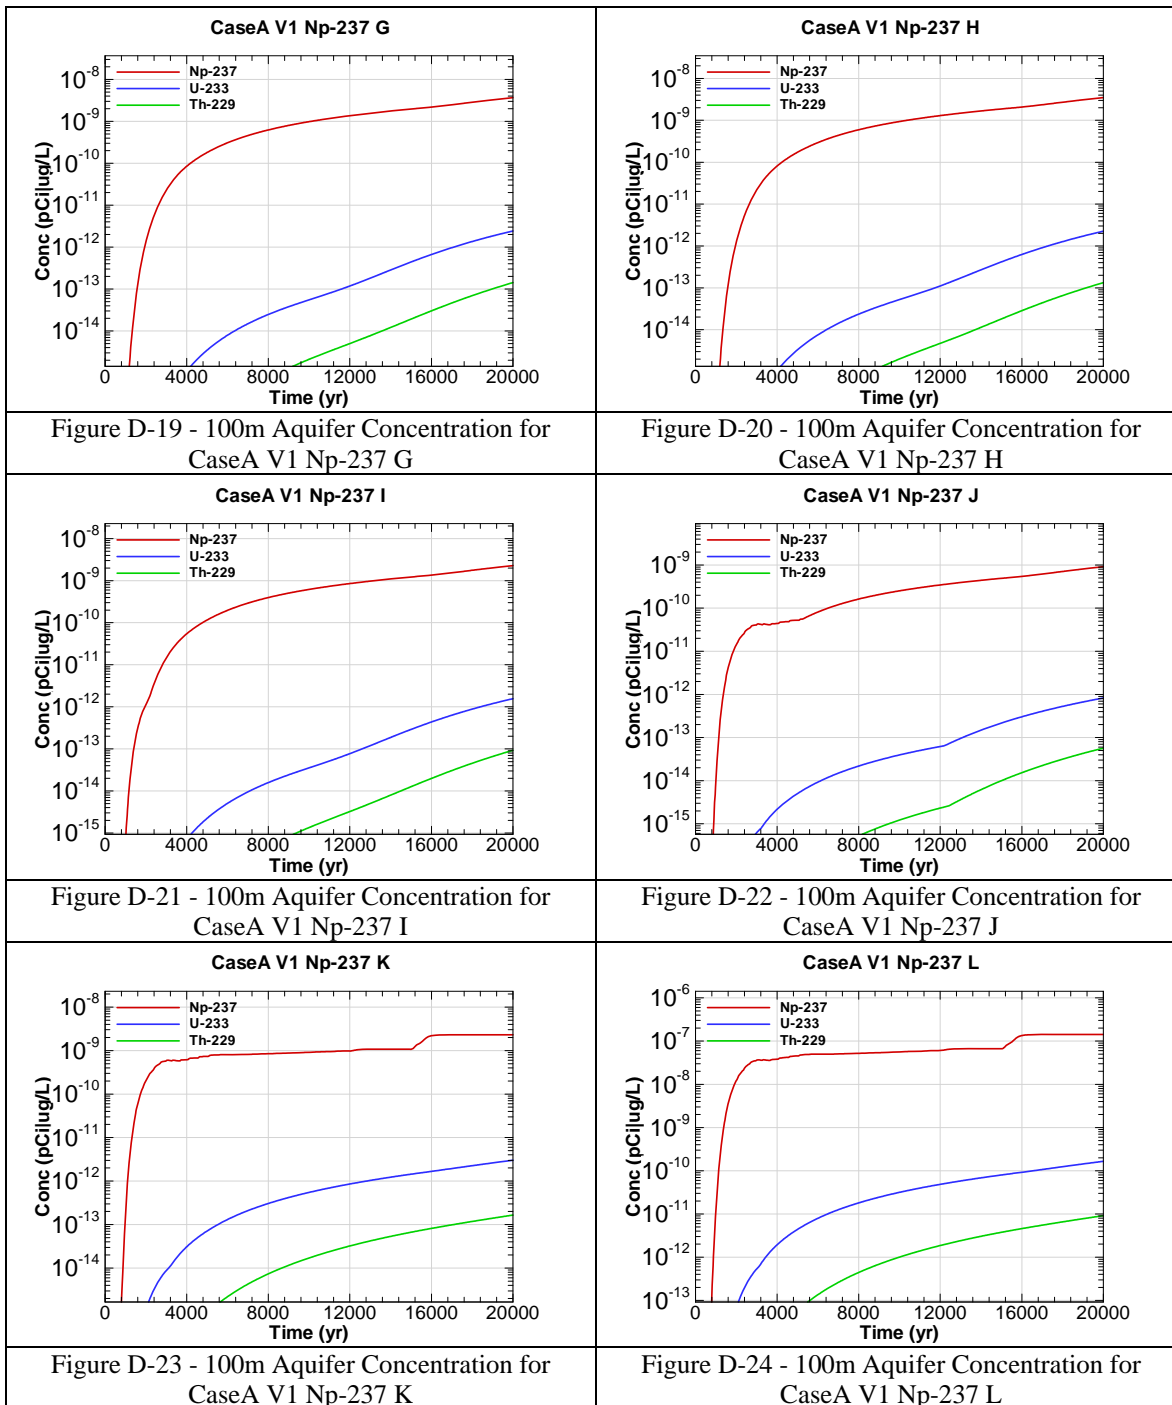 CaseA V1 Np-237 G
Conc (pCi|ug/L)
10-8
10-9
10-10
10-11
10-12
10-13
10-14
Np-237
U-233
Th-229
0 4000 8000 12000 16000 20000
Time (yr)
Figure D-19 - 100m Aquifer Concentration for
CaseA V1 Np-237 G
CaseA V1 Np-237 H
Conc (pCi|ug/L)
10-8
10-9
10-10
10-11
10-12
10-13
10-14
Np-237
U-233
Th-229
0 4000 8000 12000 16000 20000
Time (yr)
Figure D-20 - 100m Aquifer Concentration for
CaseA V1 Np-237 H
CaseA V1 Np-237 I
Conc (pCi|ug/L)
10-8
10-9
10-10
10-11
10-12
10-13
10-14
10-15
Np-237
U-233
Th-229
0 4000 8000 12000 16000 20000
Time (yr)
Figure D-21 - 100m Aquifer Concentration for
CaseA V1 Np-237 I
CaseA V1 Np-237 J
Conc (pCi|ug/L)
10-9
10-10
10-11
10-12
10-13
10-14
10-15
Np-237
U-233
Th-229
0 4000 8000 12000 16000 20000
Time (yr)
Figure D-22 - 100m Aquifer Concentration for
CaseA V1 Np-237 J
CaseA V1 Np-237 K
Conc (pCi|ug/L)
10-8
10-9
10-10
10-11
10-12
10-13
10-14
Np-237
U-233
Th-229
0 4000 8000 12000 16000 20000
Time (yr)
Figure D-23 - 100m Aquifer Concentration for
CaseA V1 Np-237 K
CaseA V1 Np-237 L
Conc (pCi|ug/L)
10-6
10-7
10-8
10-9
10-10
10-11
10-12
10-13
Np-237
U-233
Th-229
0 4000 8000 12000 16000 20000
Time (yr)
Figure D-24 - 100m Aquifer Concentration for
CaseA V1 Np-237 L